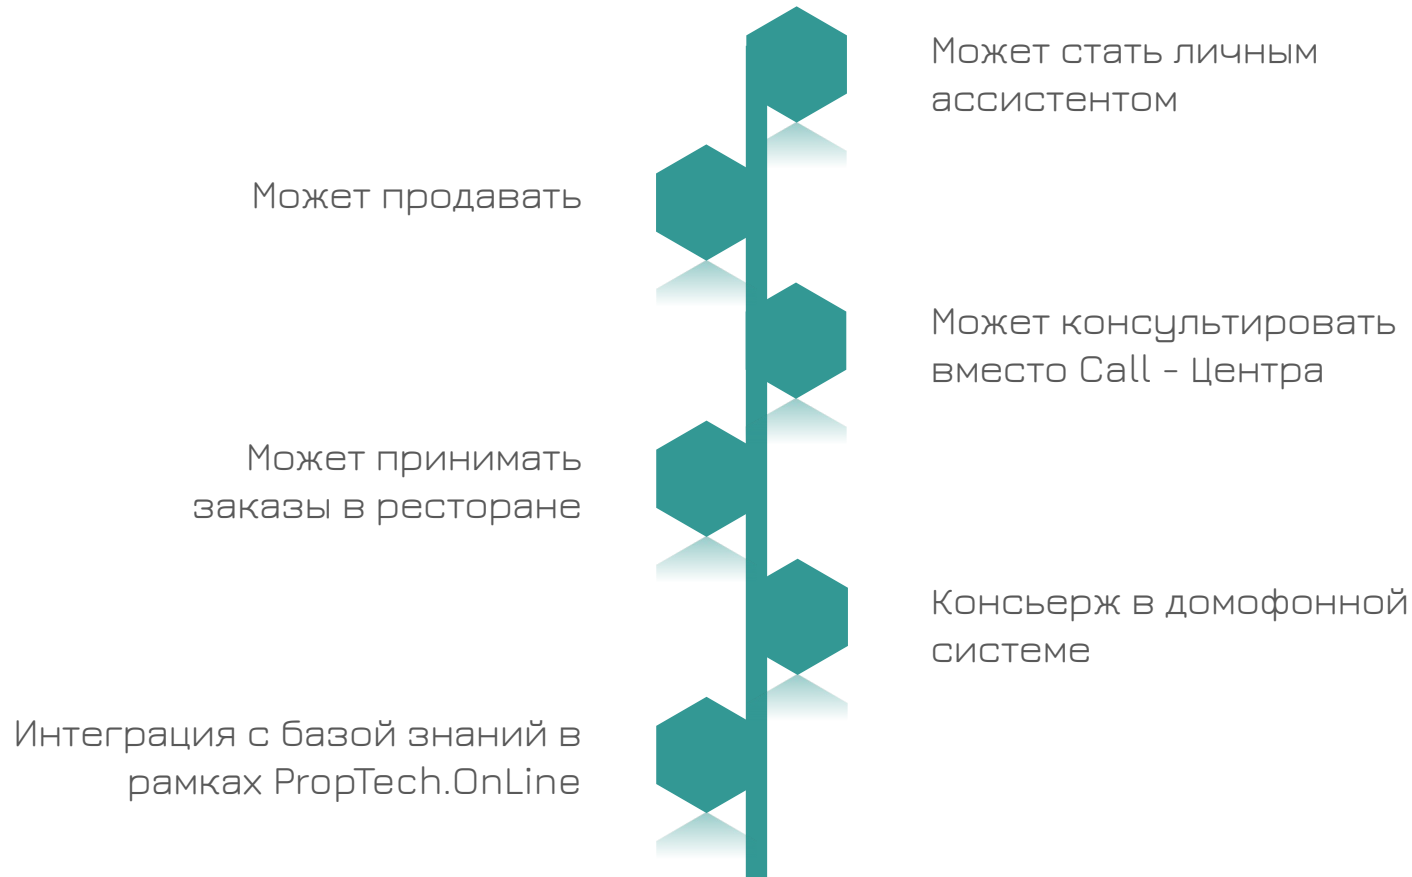 Может стать личным
ассистентом
Может продавать
Может консультировать
вместо Call - Центра
Может принимать
заказы в ресторане
Консьерж в домофонной
системе
Интеграция с базой знаний в
рамках PropTech.OnLine